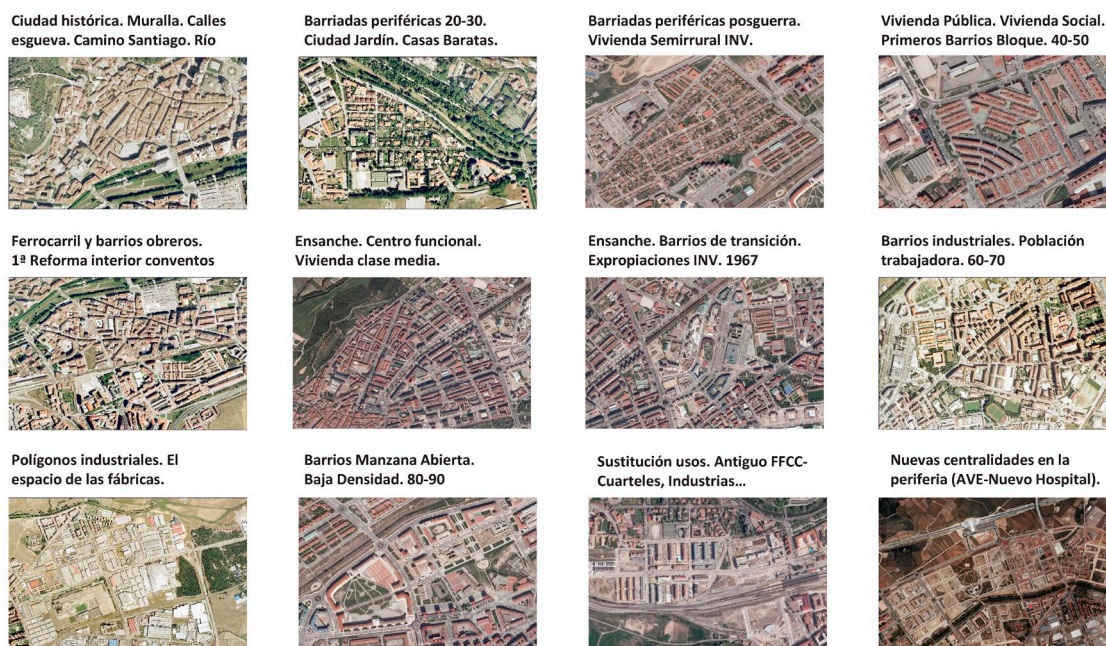 Ciudad histórica. Muralla. Calles
esgueva. Camino Santiago. Río
Barriadas periféricas 20-30.
Ciudad Jardín. Casas Baratas.
Barriadas periféricas posguerra.
Vivienda Semirrural INV.
Vivienda Pública. Vivienda Social.
Primeros Barrios Bloque. 40-50
Ferrocarril y barrios obreros.
1ª Reforma interior conventos
Ensanche. Centro funcional.
Vivienda clase media.
Ensanche. Barrios de transición.
Expropiaciones INV. 1967
Barrios industriales. Población
trabajadora. 60-70
Polígonos industriales. El
espacio de las fábricas.
Barrios Manzana Abierta.
Baja Densidad. 80-90
Sustitución usos. Antiguo FFCC-
Cuarteles, Industrias...
Nuevas centralidades en la
periferia (AVE-Nuevo Hospital).